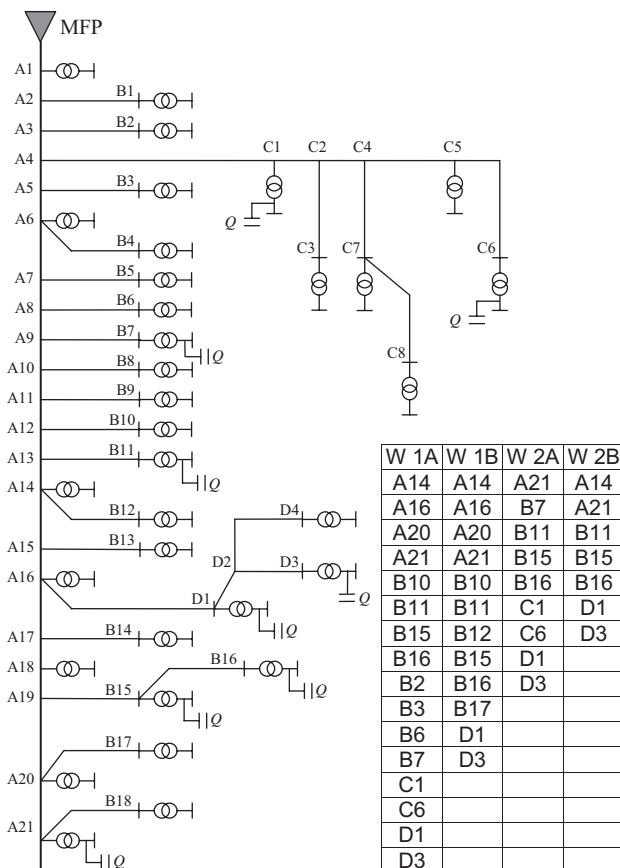 MFP
A1
A2 B1
A3 B2
A4 C1 C2 C4 C5
A5 B3
A6 Q
B4 C3 C7 C6
A7 B5
A8 B6
A9 B7 Q
Q
A10 B8 C8
A11 B9
A12 B10
A13 B11
Q
A14
B12 D4
A15 B13
A16 D2 D3
D1 Q
Q
A17 B14
A18 B16
A19 B15 Q
Q
B17
A20
B18
A21
Q
W 1A W 1B W 2A W 2B
A14 A14 A21 A14
A16 A16 B7 A21
A20 A20 B11 B11
A21 A21 B15 B15
B10 B10 B16 B16
B11 B11 C1 D1
B15 B12 C6 D3
B16 B15 D1
B2 B16 D3
B3 B17
B6 D1
B7 D3
C1
C6
D1
D3